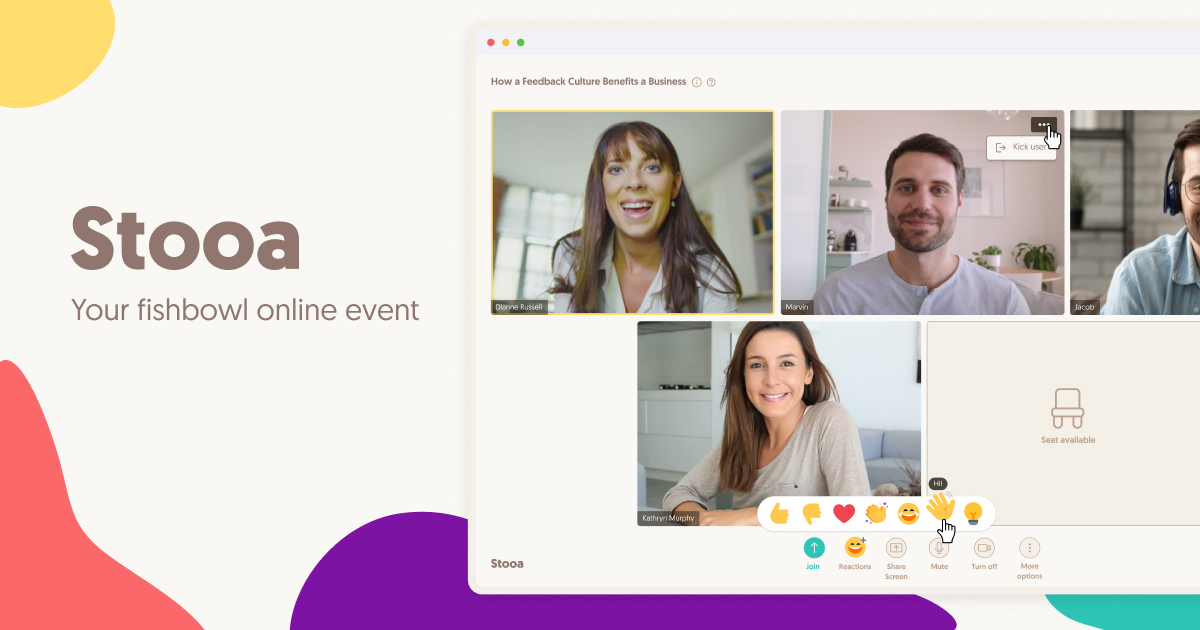 How a Feedback Culture Benefits a Business
Stooa
Your fishbowl online event
Kick user
Dianne Russell
Marvin
Jacob
Seat available
Hi!
Kathryn Murphy
Stooa
Join
Reactions
Share
Screen
Mute
Turn off
More
options